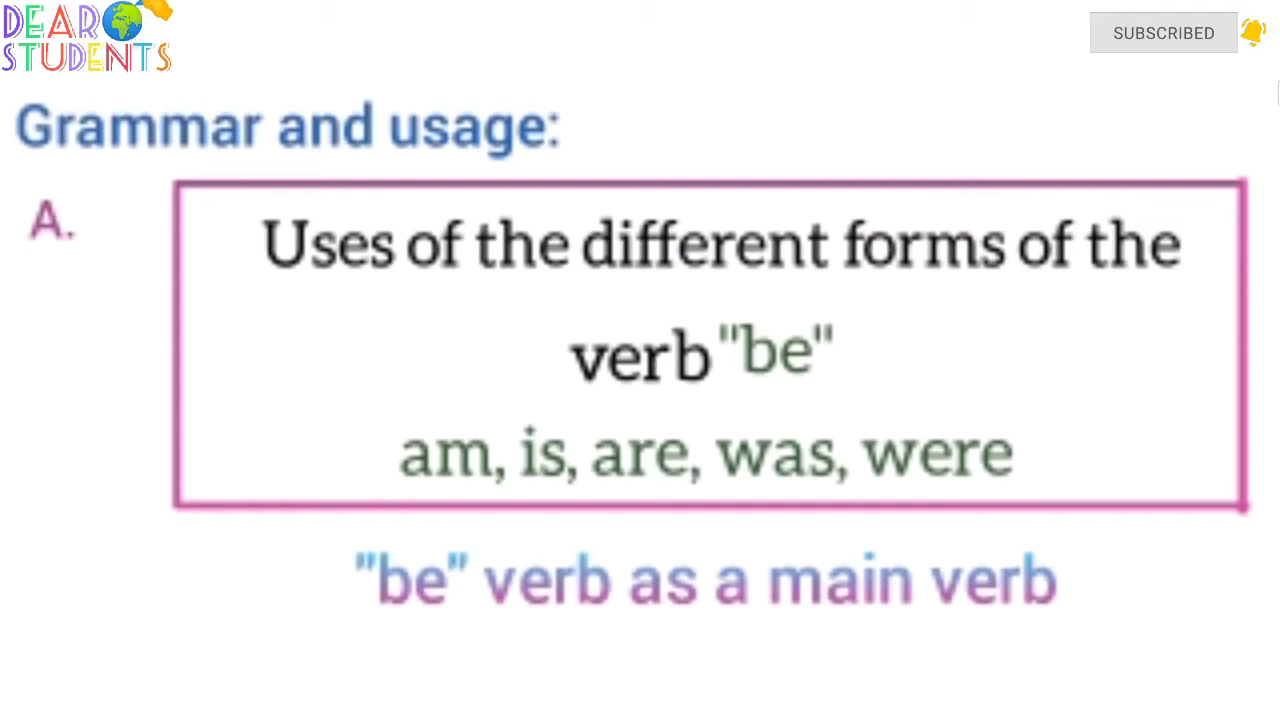 DEAR
STUDENTS
SUBSCRIBED
Grammar and usage:
A.
Uses of the different forms of the
verb "be"
am, is, are, was, were
"be" verb as a main verb